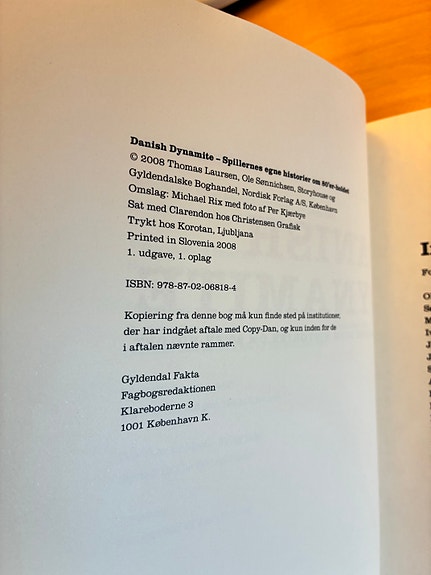 Danish Dynamite – Spillernes egne historier om 80'er-holdet
© 2008 Thomas Laursen, Ole Sønnichsen, Storyhouse og
Gyldendalske Boghandel, Nordisk Forlag A/S, København
Omslag: Michael Rix med foto af Per Kjærbye
Sat med Clarendon hos Christensen Grafisk
Trykt hos Korotan, Ljubljana
Printed in Slovenia 2008
1. udgave, 1. oplag
ISBN: 978-87-02-06818-4
Kopiering fra denne bog må kun finde sted på institutioner,
der har indgået aftale med Copy-Dan, og kun inden for de
i aftalen nævnte rammer.
Gyldendal Fakta
Fagbogsredaktionen
Klareboderne 3
1001 København K.